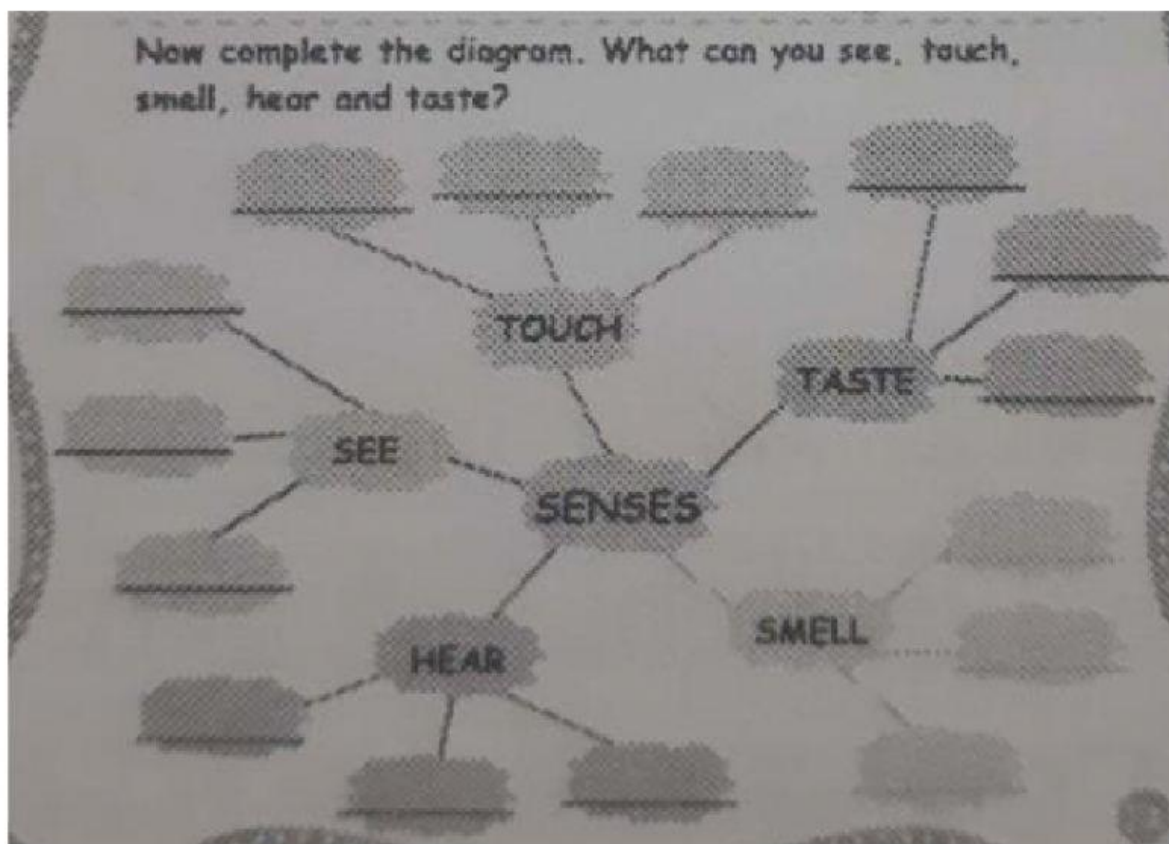 Now complete the diagram. What can you see, touch,
smell, hear and taste?
TOUCH
TASTE
SEE
SENSES
SMELL
HEAR